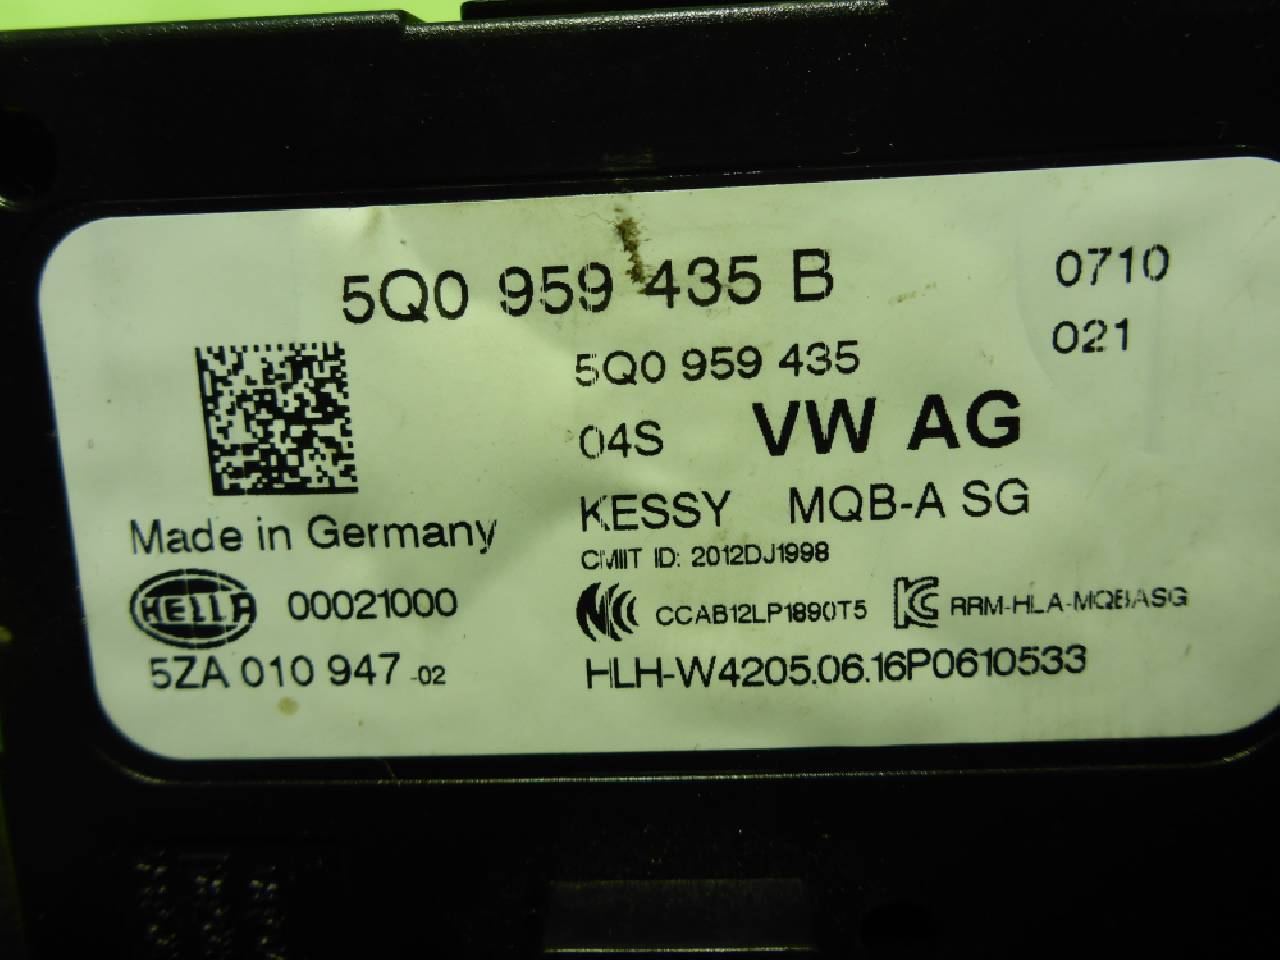 5Q0 959 435 B
0710
5Q0 959 435
021
04S VW AG
KESSY MQB-A SG
Made in Germany
CMIIT ID: 2012DJ1998
HELLA 00021000
CCAB12LP1890T5
RRM-HLA-MQBASG
5ZA 010 947 -02
HLH-W4205.06.16P0610533